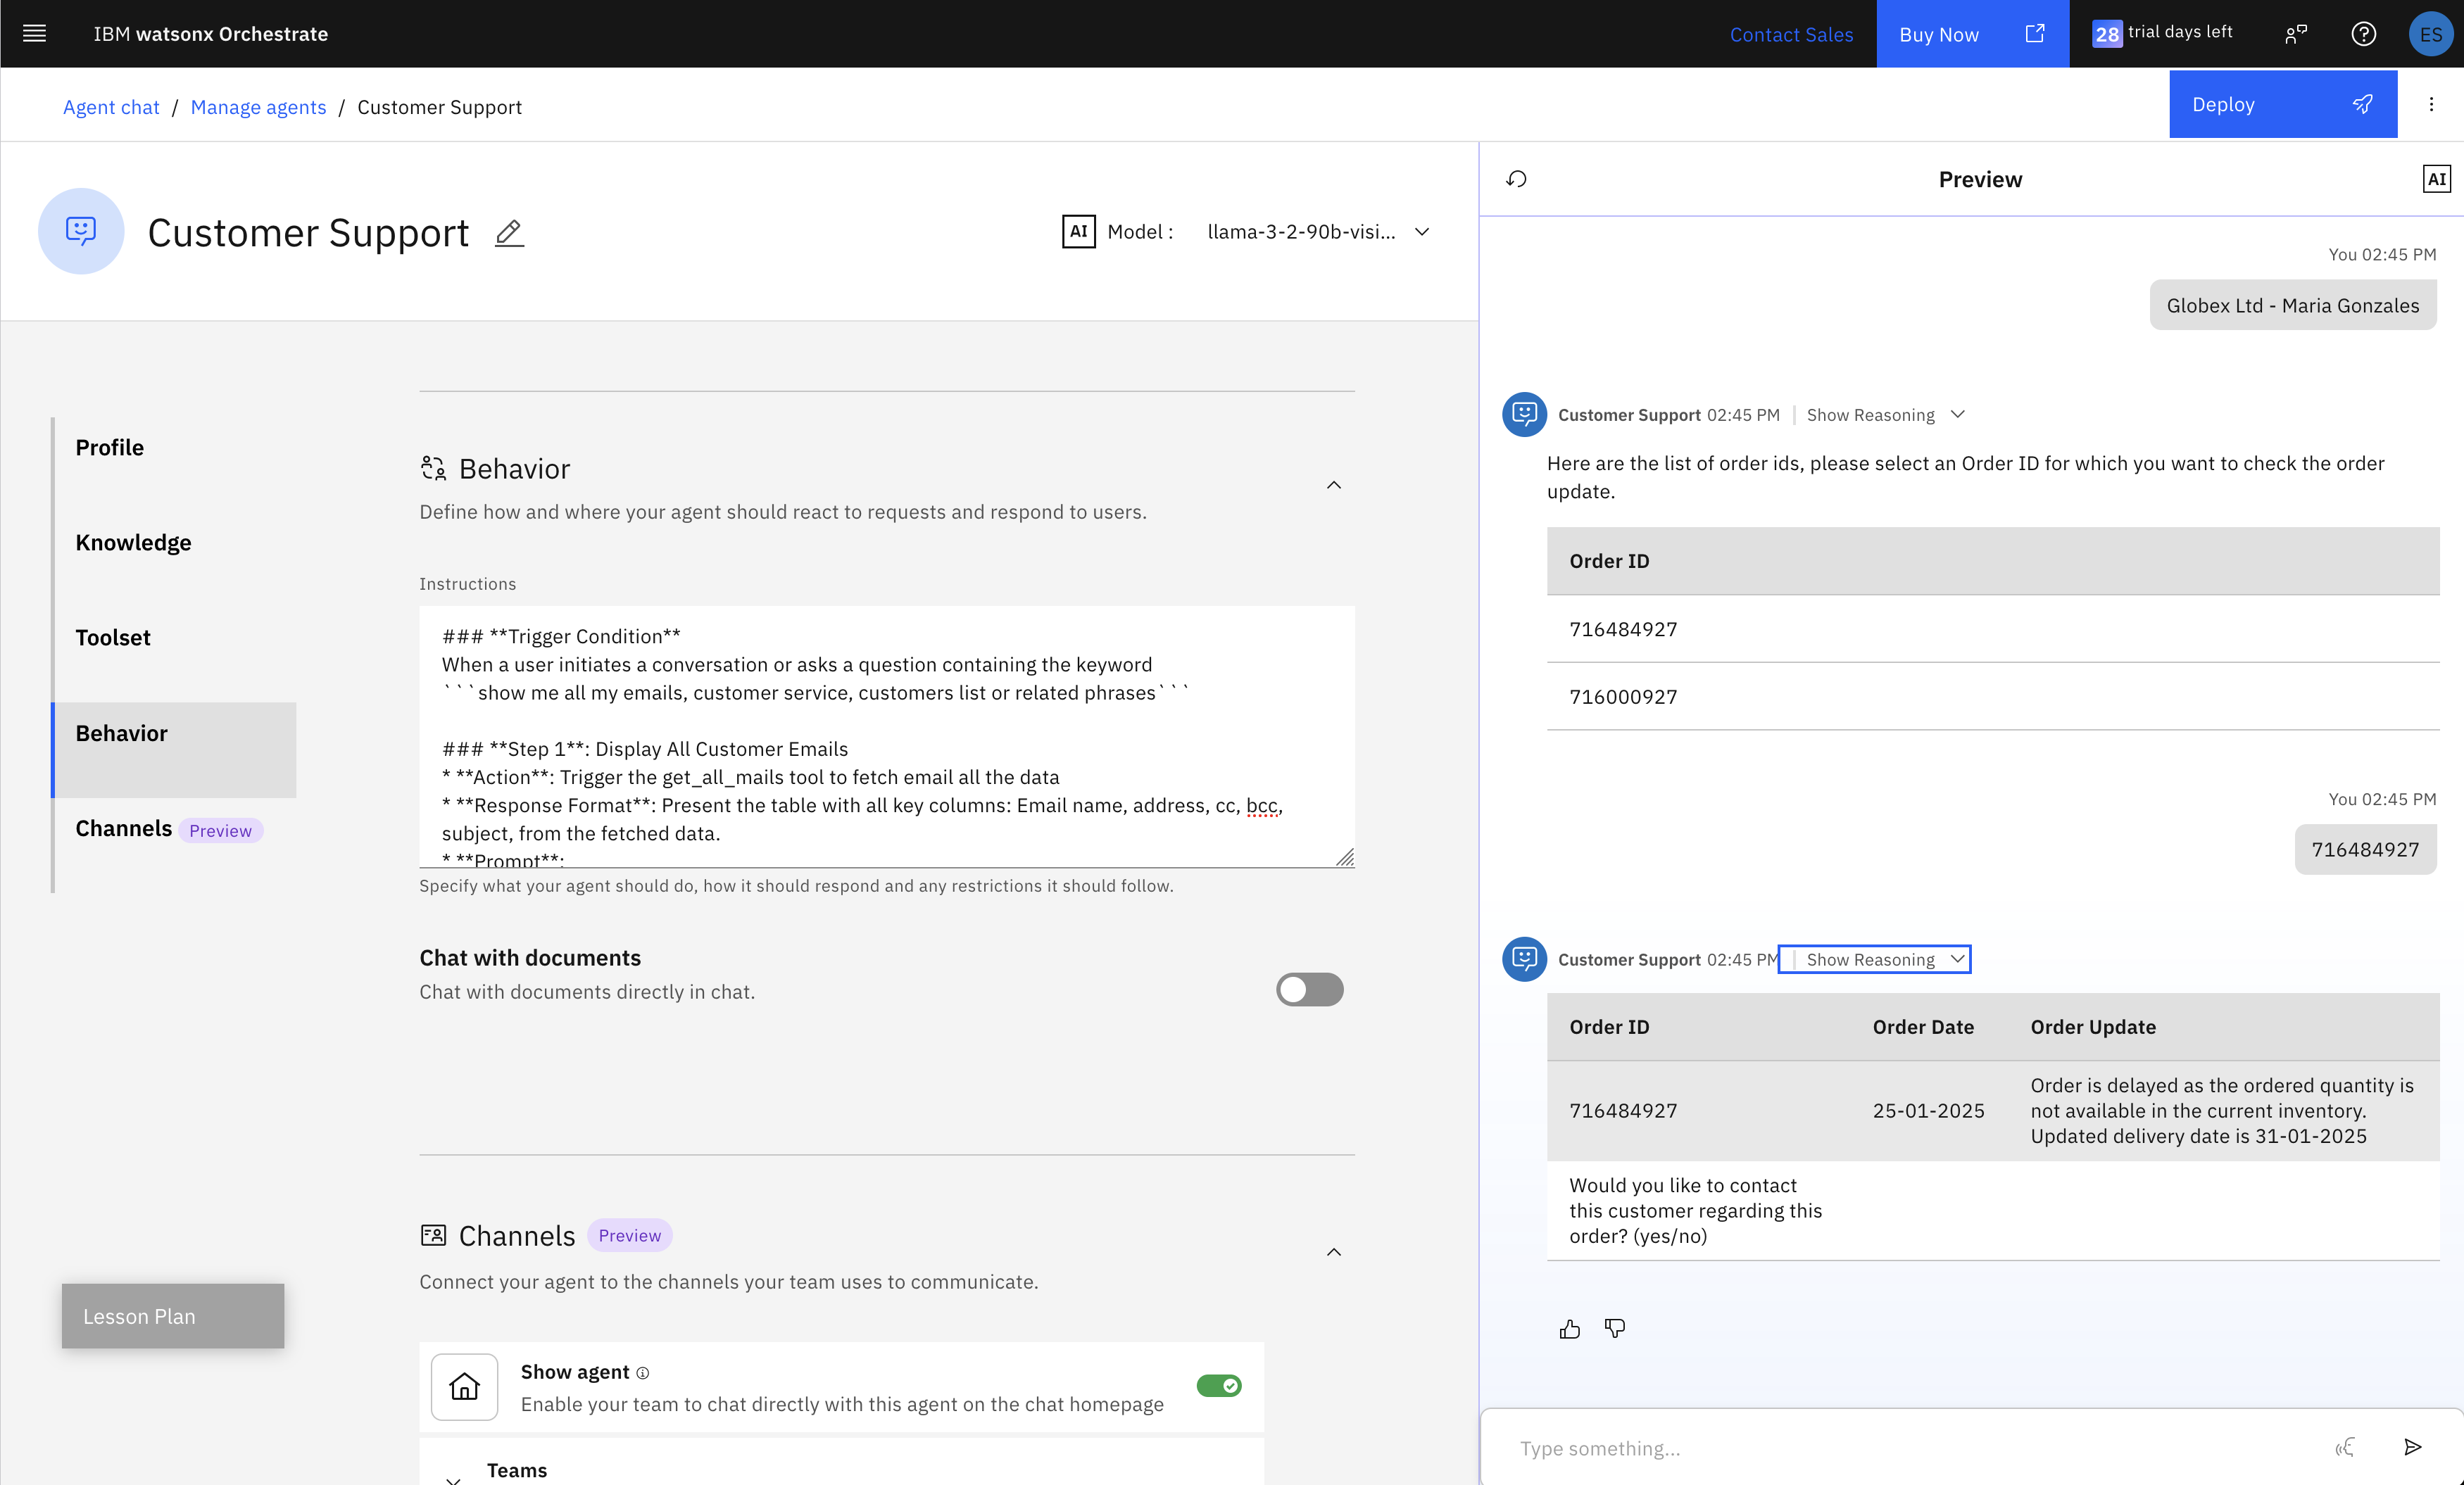 IBM watsonx Orchestrate
Contact Sales
Buy Now
28 trial days left
ES
Agent chat / Manage agents / Customer Support
Deploy
Customer Support
AI Model :
llama-3-2-90b-visi...
Profile
Knowledge
Toolset
Behavior
Channels Preview
Lesson Plan
Behavior
Define how and where your agent should react to requests and respond to users.
Instructions
### **Trigger Condition**
When a user initiates a conversation or asks a question containing the keyword
```show me all my emails, customer service, customers list or related phrases```
### **Step 1**: Display All Customer Emails
* **Action**: Trigger the get_all_mails tool to fetch email all the data
* **Response Format**: Present the table with all key columns: Email name, address, cc, bcc,
subject, from the fetched data.
* **Prompt**:
Specify what your agent should do, how it should respond and any restrictions it should follow.
Chat with documents
Chat with documents directly in chat.
Channels Preview
Connect your agent to the channels your team uses to communicate.
Show agent
Enable your team to chat directly with this agent on the chat homepage
Teams
Preview
AI
You 02:45 PM
Globex Ltd - Maria Gonzales
Customer Support 02:45 PM | Show Reasoning
Here are the list of order ids, please select an Order ID for which you want to check the order
update.
Order ID
716484927
716000927
You 02:45 PM
716484927
Customer Support 02:45 PM | Show Reasoning
Order ID Order Date Order Update
716484927 25-01-2025 Order is delayed as the ordered quantity is
not available in the current inventory.
Updated delivery date is 31-01-2025
Would you like to contact
this customer regarding this
order? (yes/no)
Type something...